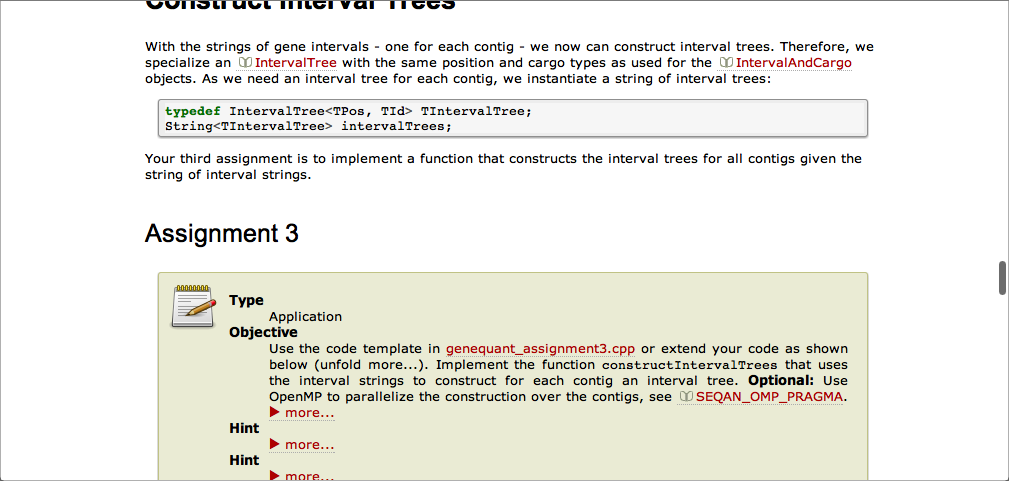 Construct Interval Trees
With the strings of gene intervals - one for each contig - we now can construct interval trees. Therefore, we
specialize an IntervalTree with the same position and cargo types as used for the IntervalAndCargo
objects. As we need an interval tree for each contig, we instantiate a string of interval trees:
typedef IntervalTree<TPos, TId> TIntervalTree;
String<TIntervalTree> intervalTrees;
Your third assignment is to implement a function that constructs the interval trees for all contigs given the
string of interval strings.
Assignment 3
Type
Application
Objective
Use the code template in genequant_assignment3.cpp or extend your code as shown
below (unfold more...). Implement the function constructIntervalTrees that uses
the interval strings to construct for each contig an interval tree. Optional: Use
OpenMP to parallelize the construction over the contigs, see SEQAN_OMP_PRAGMA.
more...
Hint
more...
Hint
more...